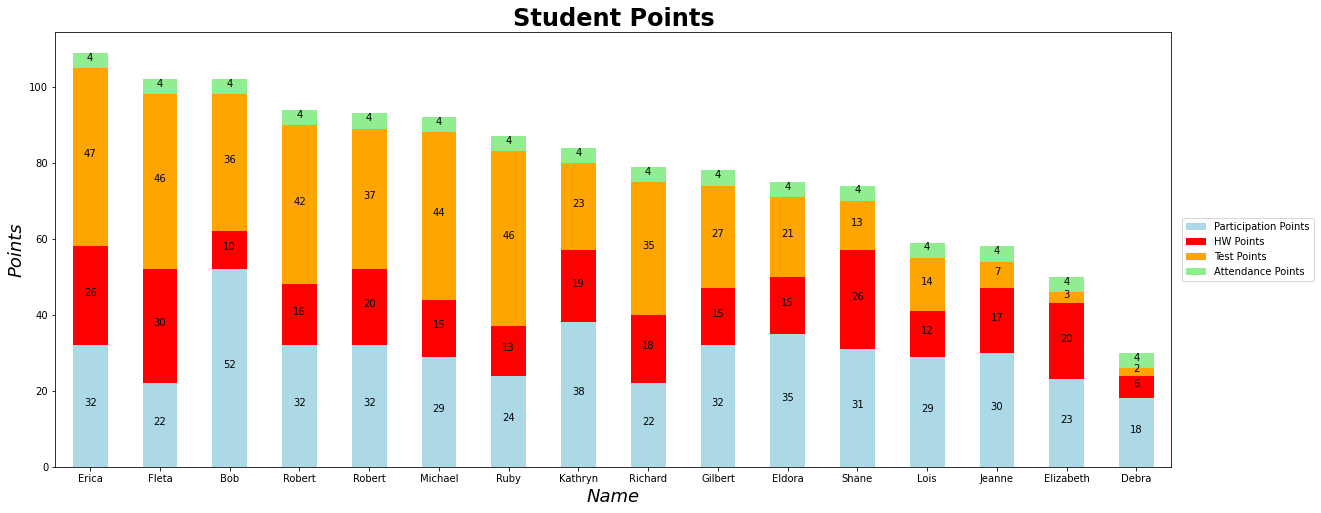 Student Points
4 4 4 4 4 4 4 4 4 4 4 4 4 4 4 4
47 46 36 42 37 44 46 23 35 27 21 13 14 7 3 2
26 30 10 16 20 15 13 19 18 15 15 26 12 17 20 6
32 22 52 32 32 29 24 38 22 32 35 31 29 30 23 18
100
80
60
40
20
0
Points
Erica Fleta Bob Robert Robert Michael Ruby Kathryn Richard Gilbert Eldora Shane Lois Jeanne Elizabeth Debra
Name
Participation Points
HW Points
Test Points
Attendance Points